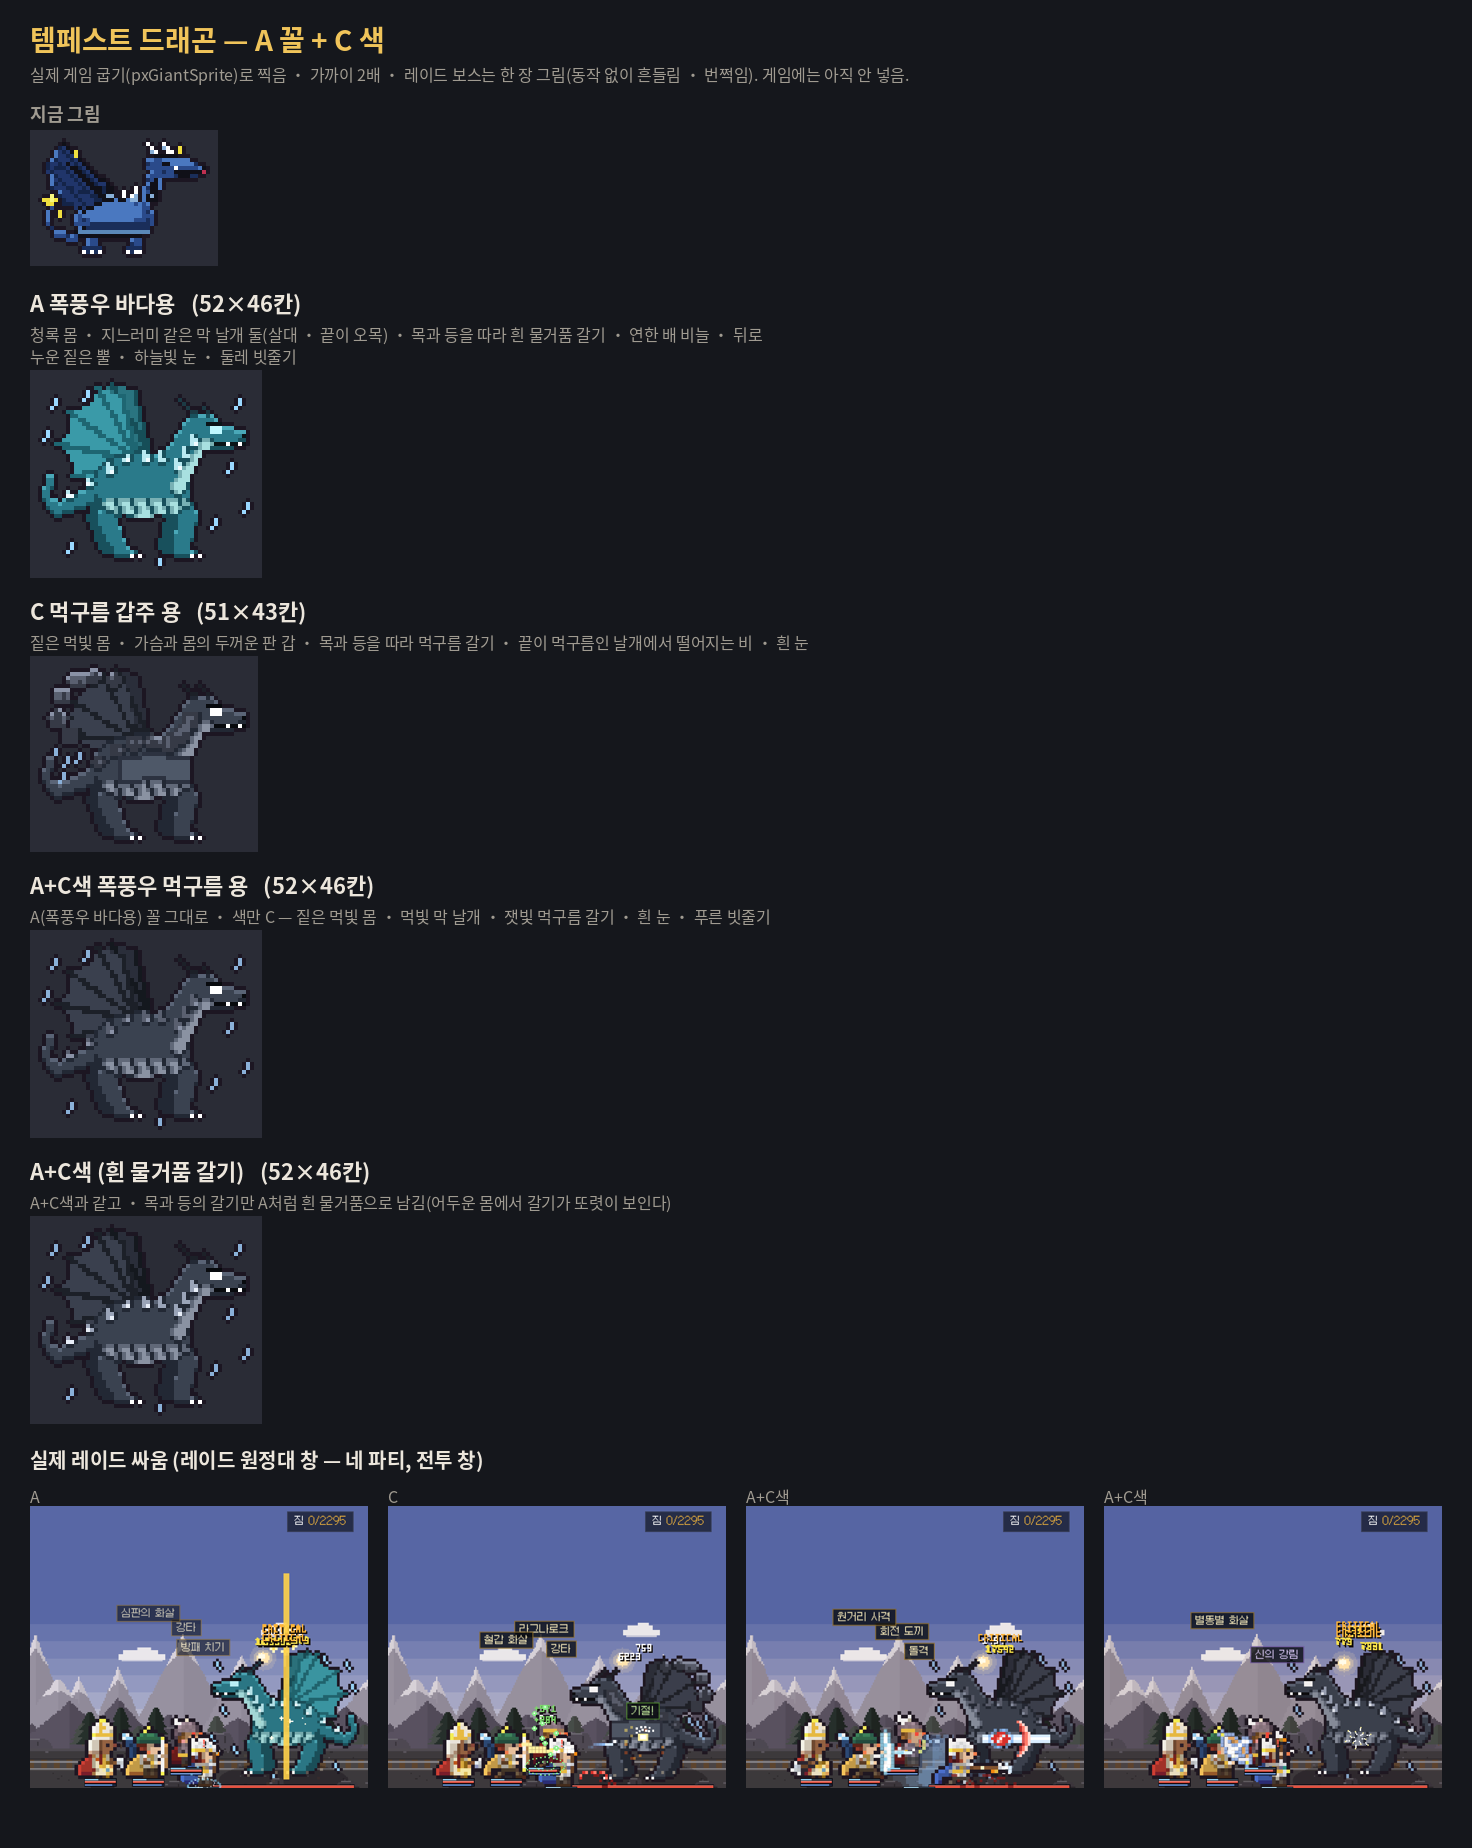 템페스트 드래곤 — A 꼴 + C 색
실제 게임 굽기(pxGiantSprite)로 찍음 · 가까이 2배 · 레이드 보스는 한 장 그림(동작 없이 흔들림 · 번쩍임). 게임에는 아직 안 넣음.
지금 그림
A 폭풍우 바다용 (52×46칸)
청록 몸 · 지느러미 같은 막 날개 둘(살대 · 끝이 오목) · 목과 등을 따라 흰 물거품 갈기 · 연한 배 비늘 · 뒤로
누운 짙은 뿔 · 하늘빛 눈 · 둘레 빗줄기
C 먹구름 갑주 용 (51×43칸)
짙은 먹빛 몸 · 가슴과 몸의 두꺼운 판 갑 · 목과 등을 따라 먹구름 갈기 · 끝이 먹구름인 날개에서 떨어지는 비 · 흰 눈
A+C색 폭풍우 먹구름 용 (52×46칸)
A(폭풍우 바다용) 꼴 그대로 · 색만 C — 짙은 먹빛 몸 · 먹빛 막 날개 · 잿빛 먹구름 갈기 · 흰 눈 · 푸른 빗줄기
A+C색 (흰 물거품 갈기) (52×46칸)
A+C색과 같고 · 목과 등의 갈기만 A처럼 흰 물거품으로 남김(어두운 몸에서 갈기가 또렷이 보인다)
실제 레이드 싸움 (레이드 원정대 창 — 네 파티, 전투 창)
A
짐 0/2295
심판의 화살
강타
방패 치기
C
짐 0/2295
라그나로크
철갑 화살
강타
759
6223
기절!
A+C색
짐 0/2295
원거리 사격
회전 도끼
돌격
CRITICAL
17592
A+C색
짐 0/2295
별똥별 화살
신의 강림
CRITICAL